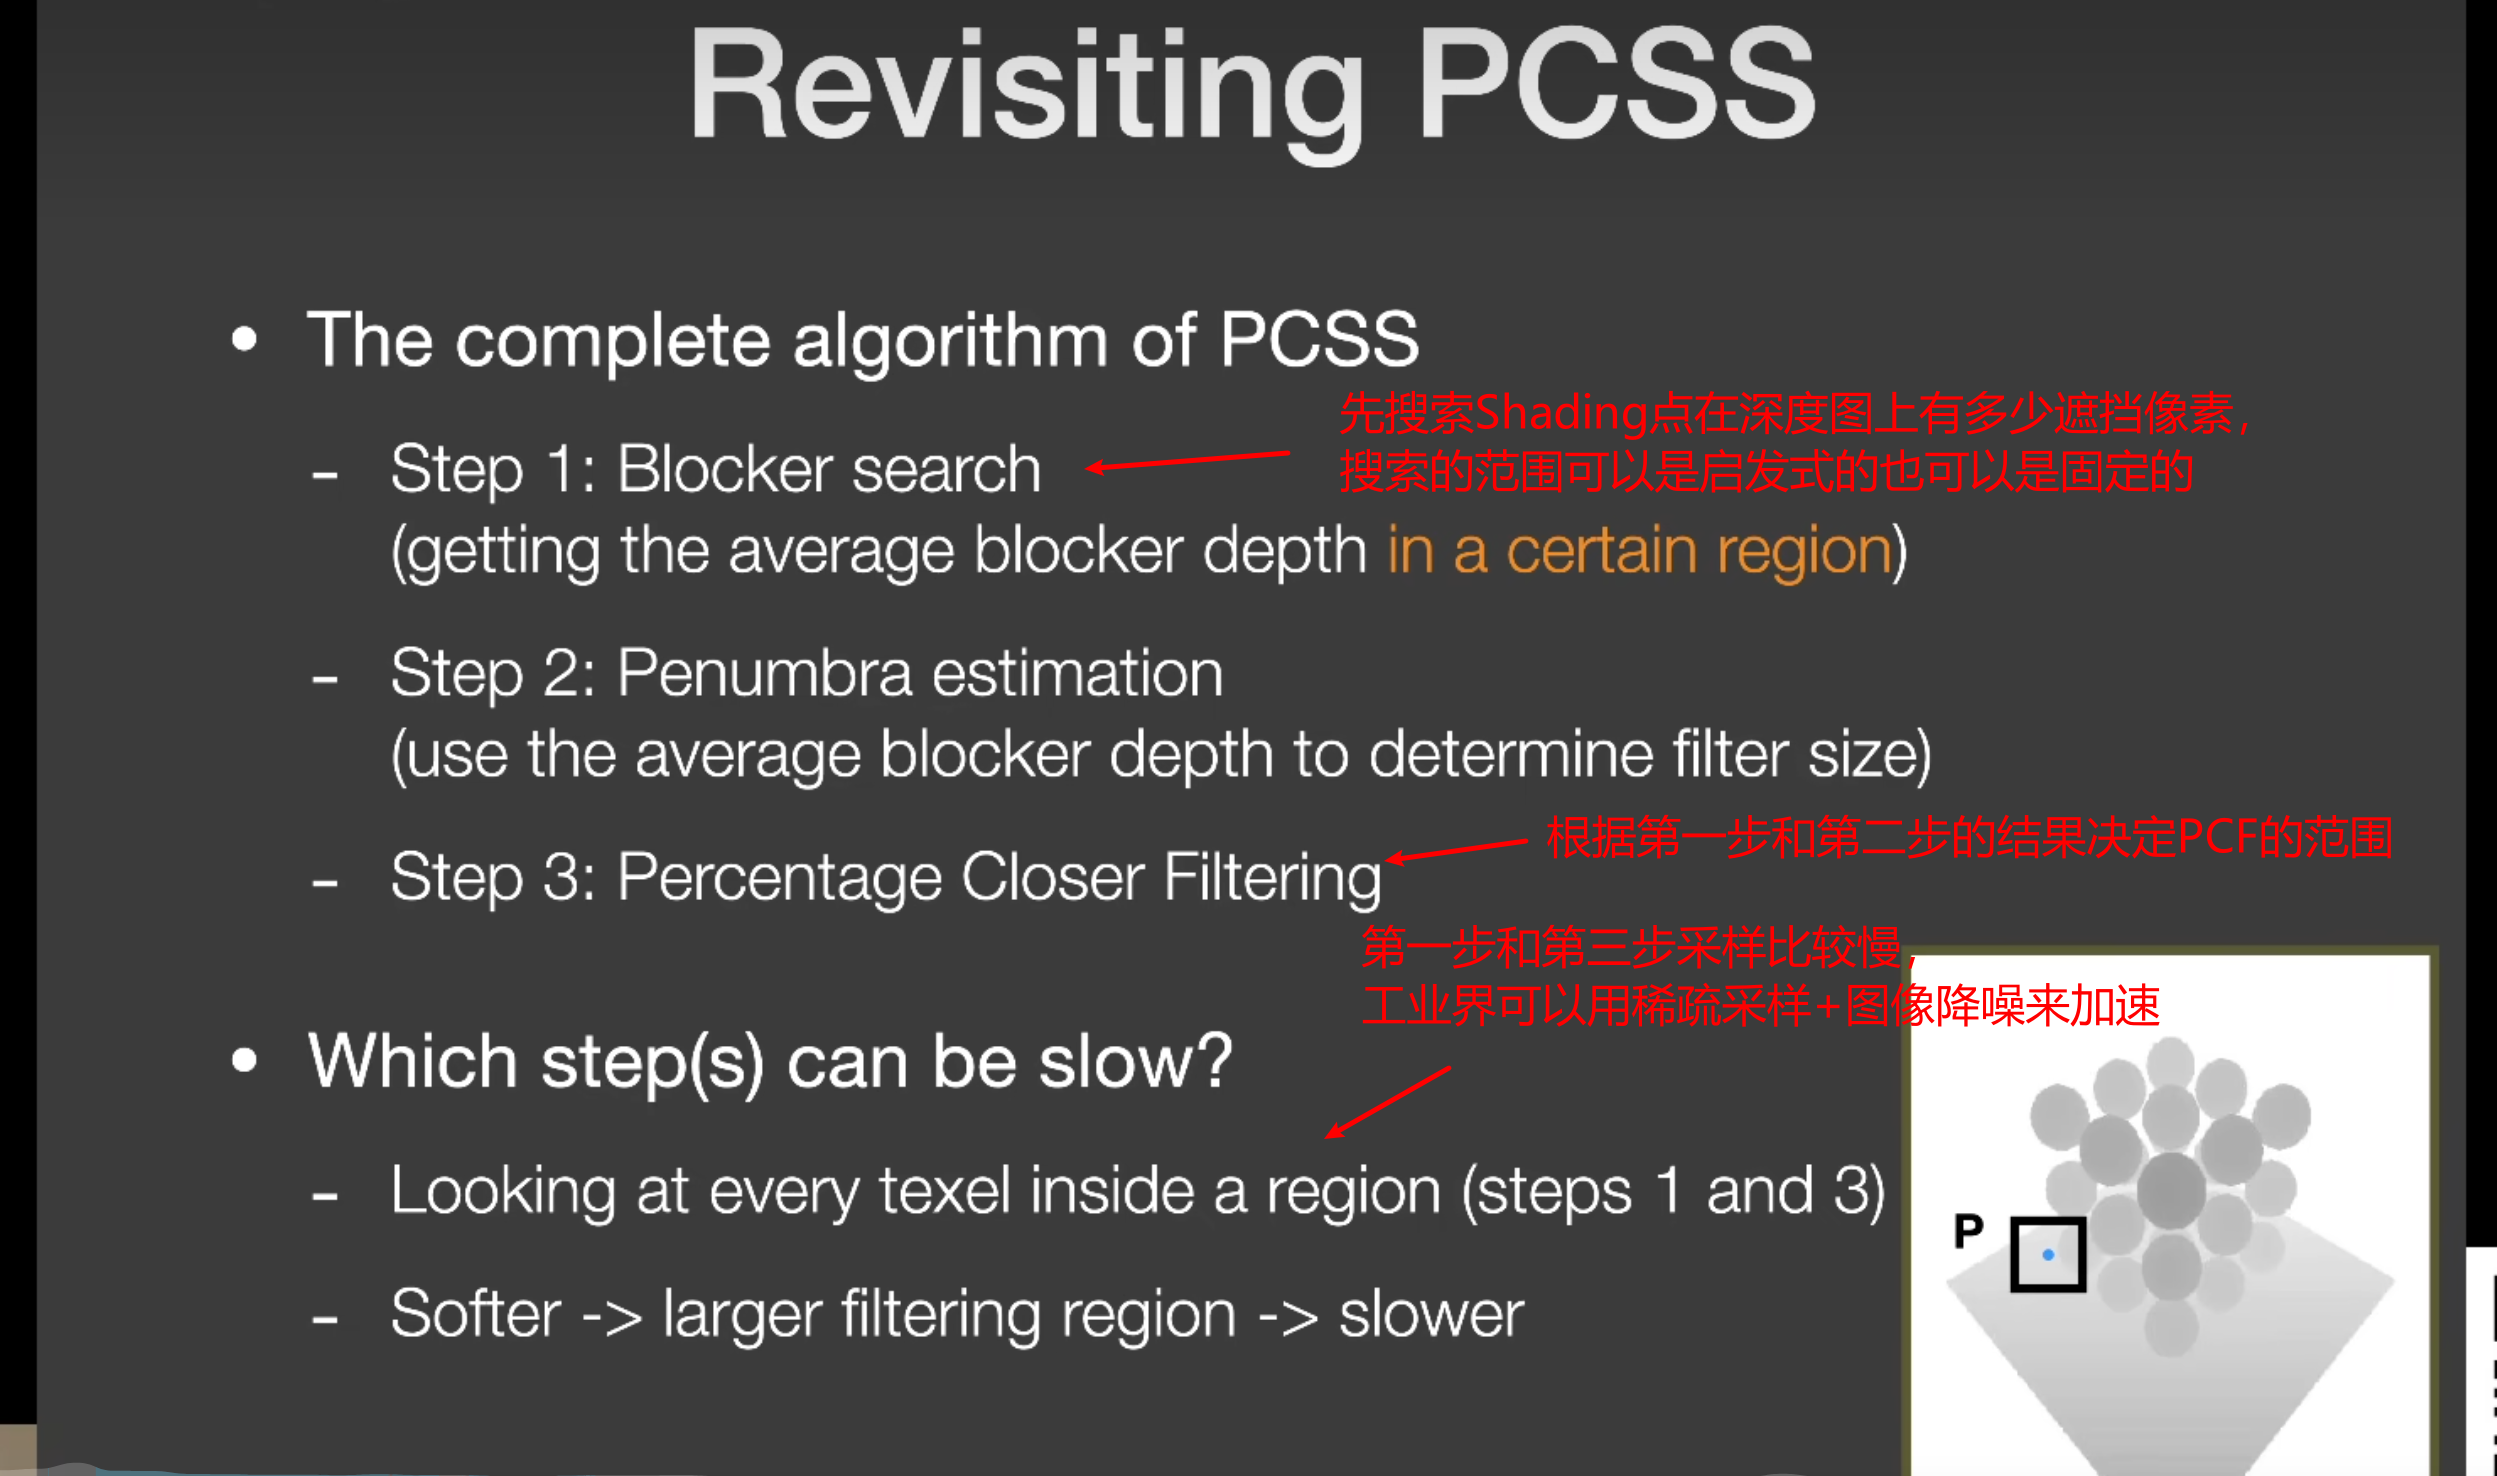 Revisiting PCSS
• The complete algorithm of PCSS
先搜索Shading点在深度图上有多少遮挡像素,
- Step 1: Blocker search
搜索的范围可以是启发式的也可以是固定的
(getting the average blocker depth in a certain region)
- Step 2: Penumbra estimation
(use the average blocker depth to determine filter size)
根据第一步和第二步的结果决定PCF的范围
- Step 3: Percentage Closer Filtering
第一步和第三步采样比较慢,
工业界可以用稀疏采样+图像降噪来加速
• Which step(s) can be slow?
- Looking at every texel inside a region (steps 1 and 3)
P
- Softer -> larger filtering region -> slower